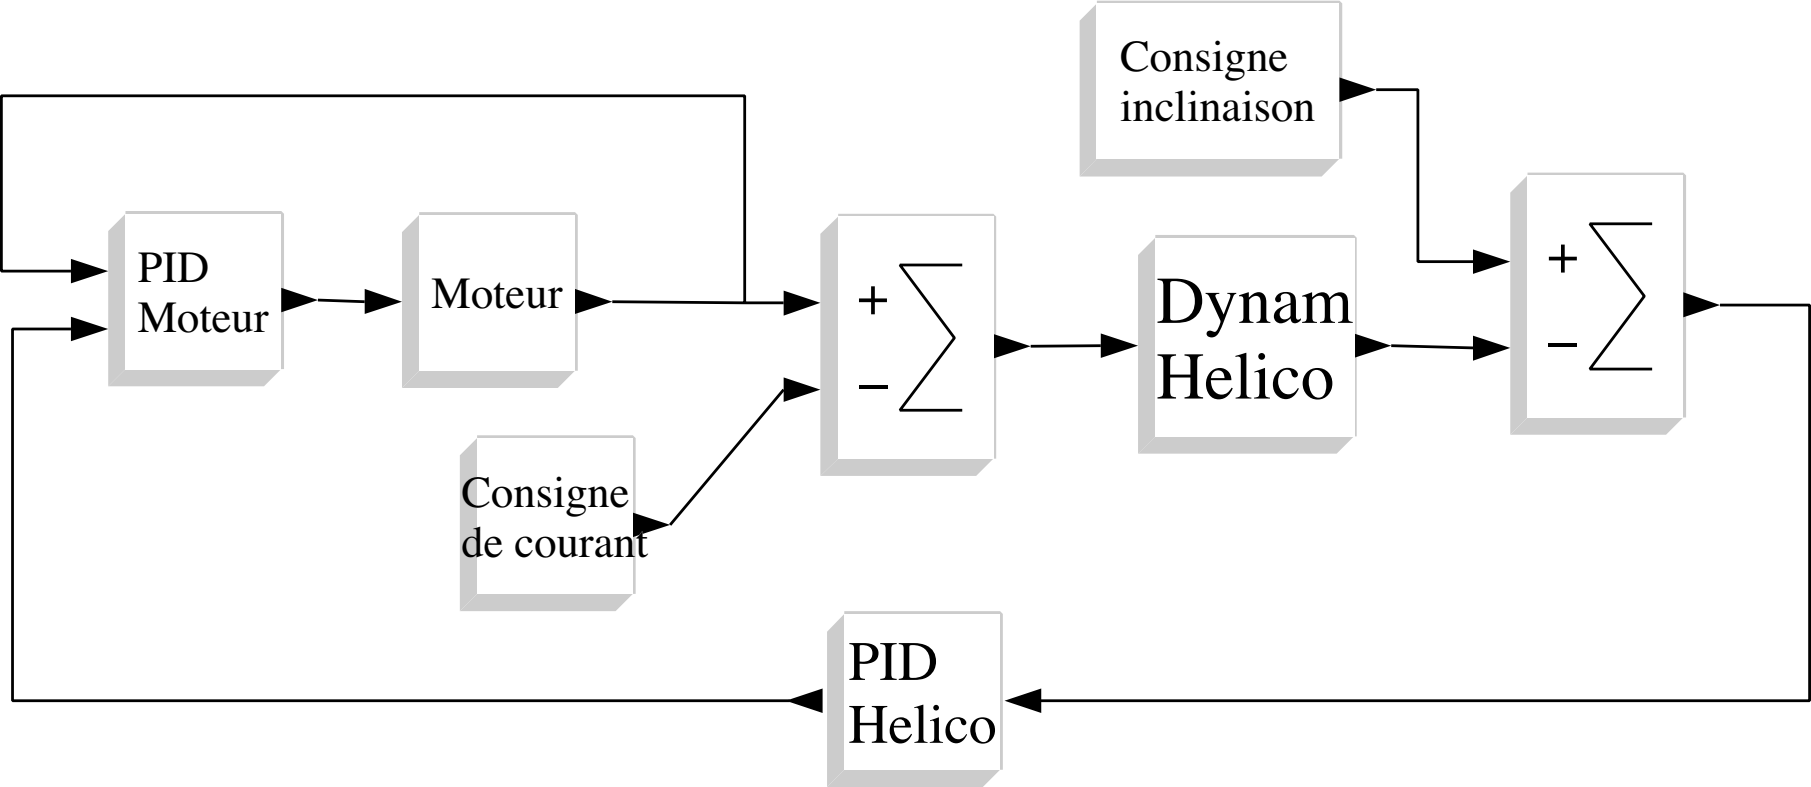 Consigne
inclinaison
PID
Moteur
Moteur
+
−
Dynam
Helico
+
−
Consigne
de courant
PID
Helico